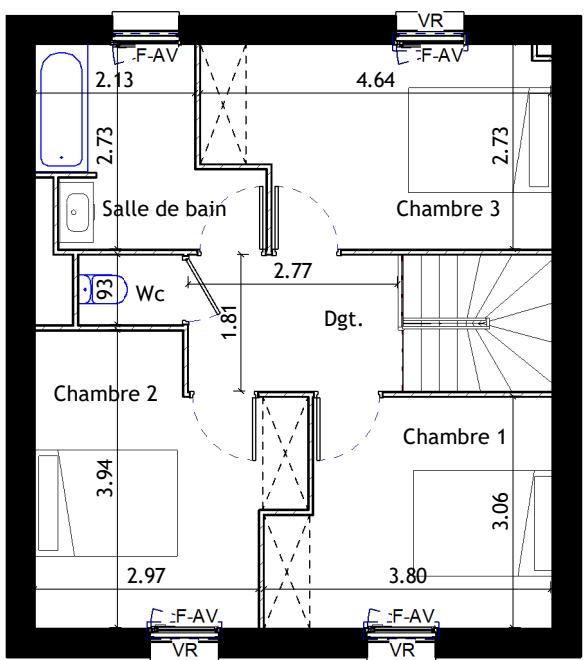 VR
F-AV
F-AV
2.13
4.64
2.73
2.73
Salle de bain
Chambre 3
2.77
93
Wc
1.81
Dgt.
Chambre 2
Chambre 1
3.94
3.06
2.97
3.80
F-AV
F-AV
VR
VR